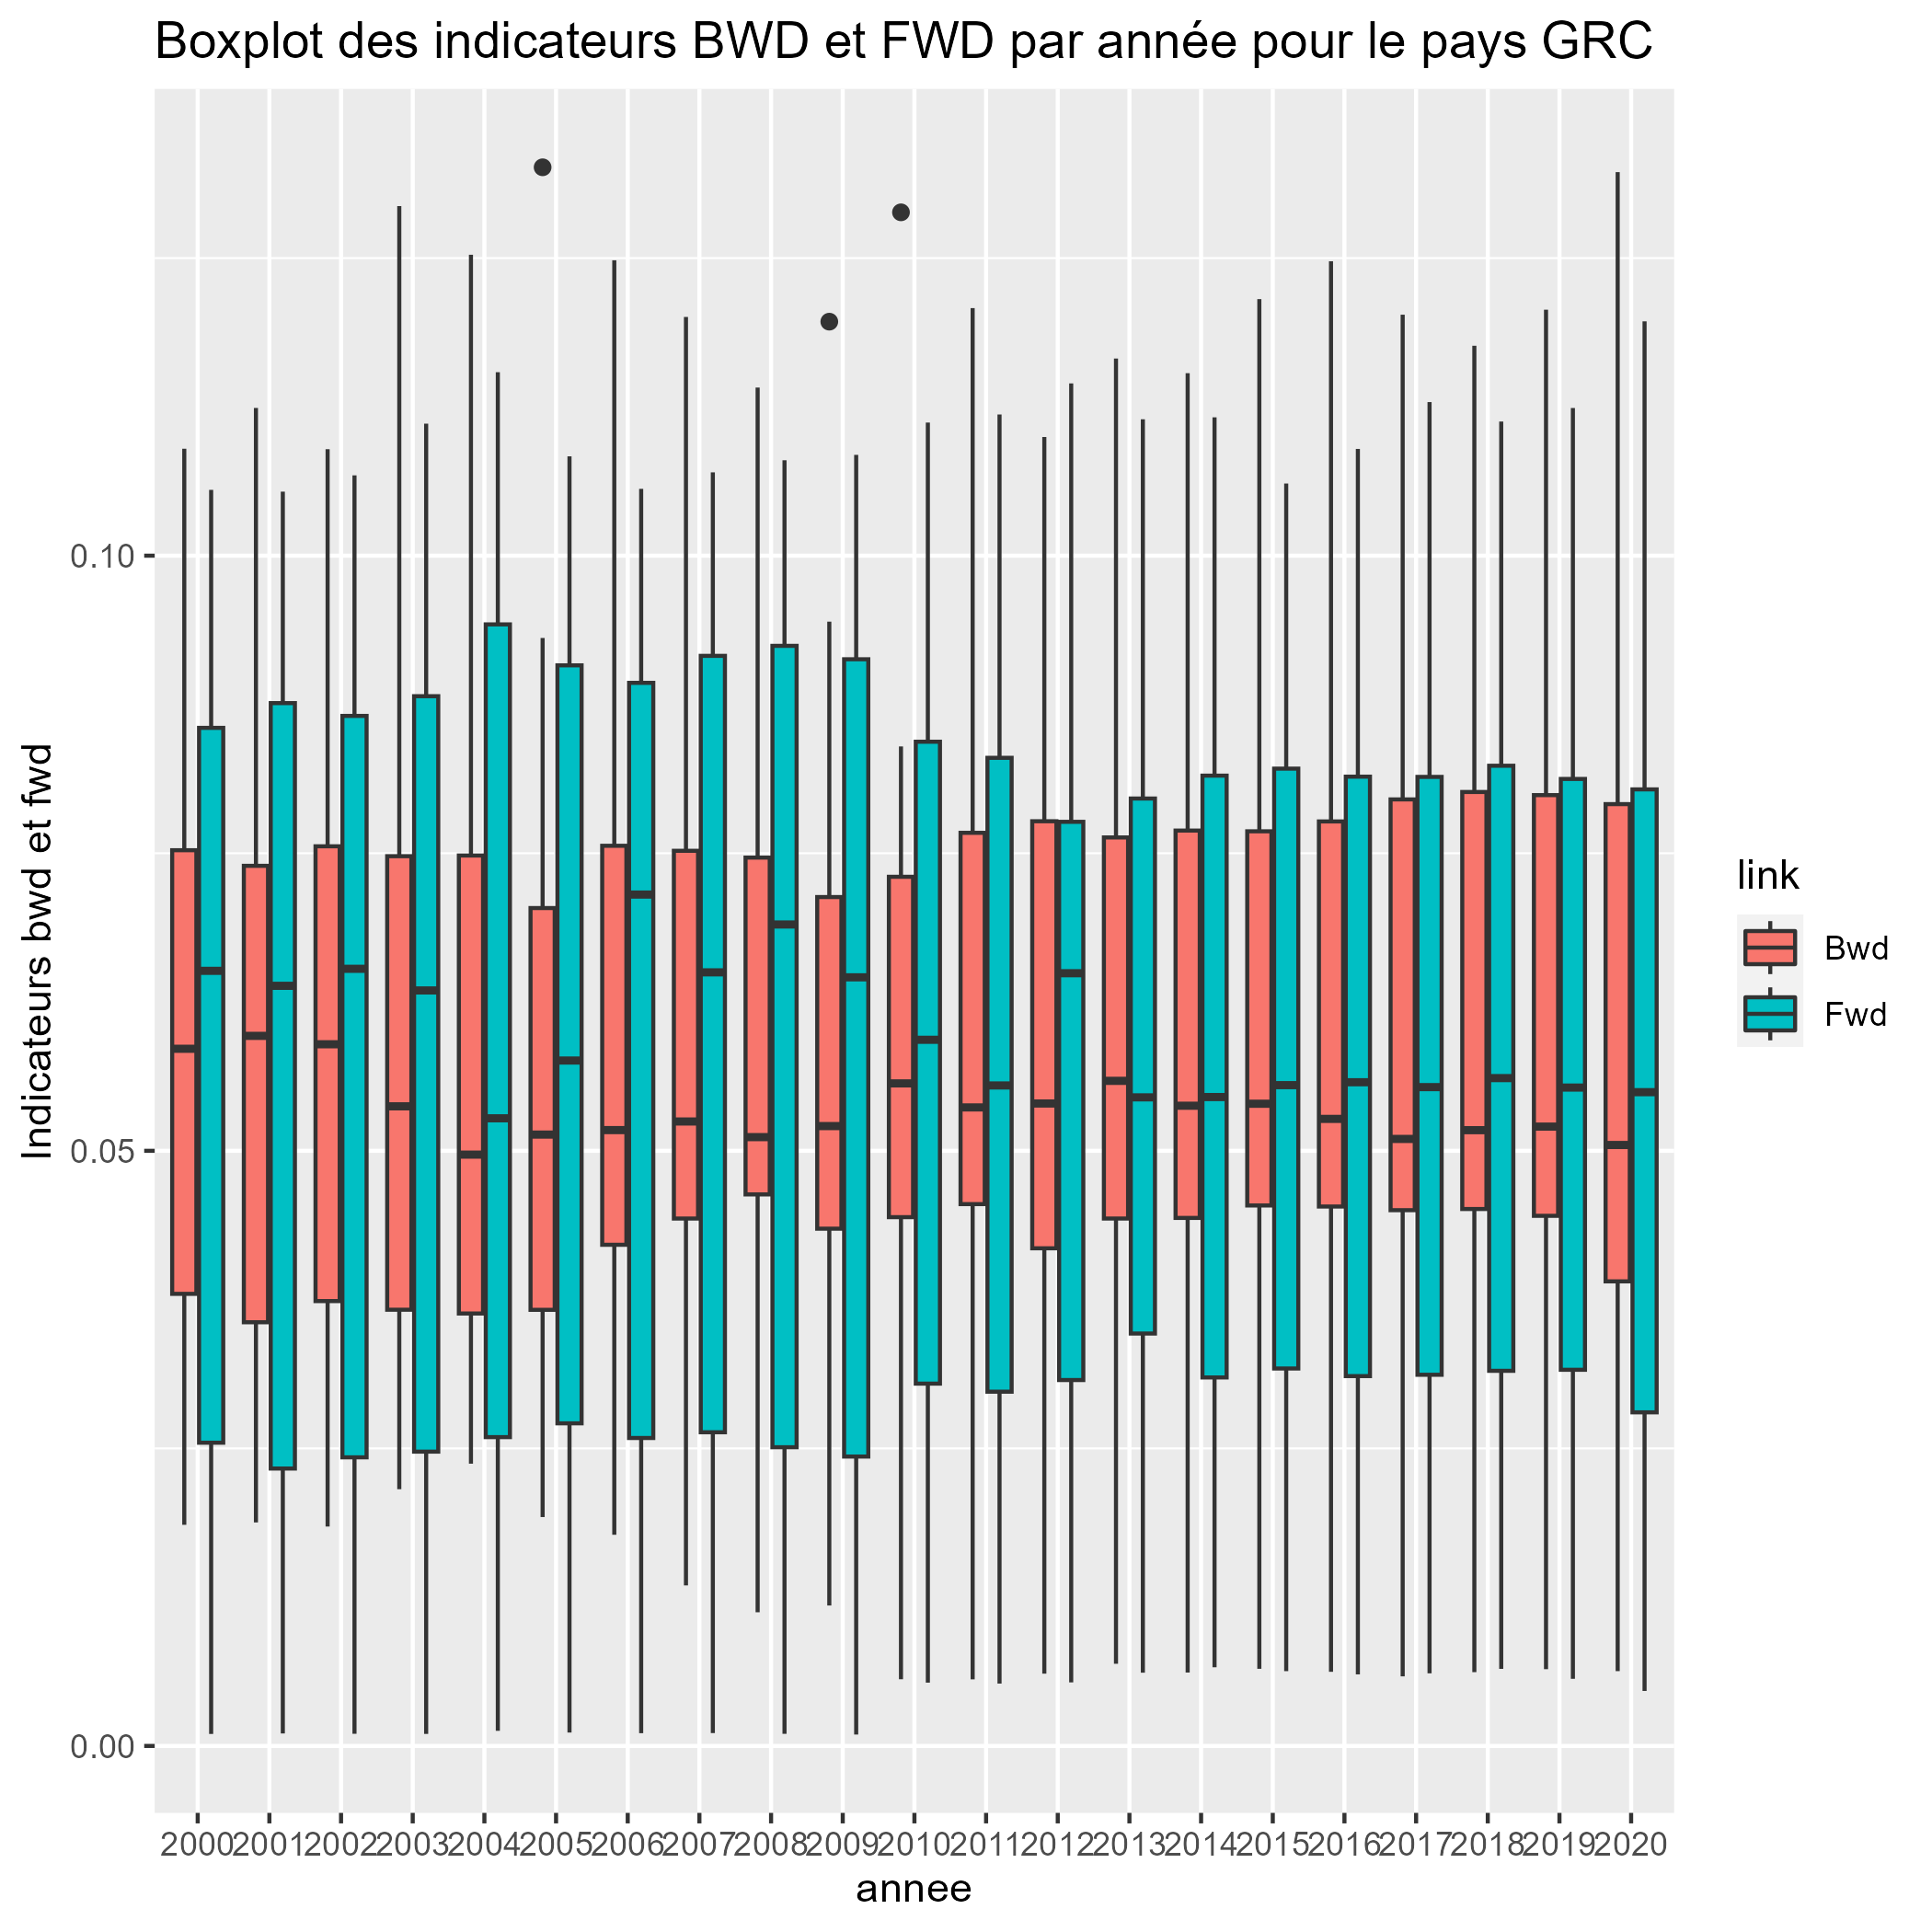 Boxplot des indicateurs BWD et FWD par année pour le pays GRC
Indicateurs bwd et fwd
0.10
0.05
0.00
2000 2001 2002 2003 2004 2005 2006 2007 2008 2009 2010 2011 2012 2013 2014 2015 2016 2017 2018 2019 2020
annee
link
Bwd
Fwd